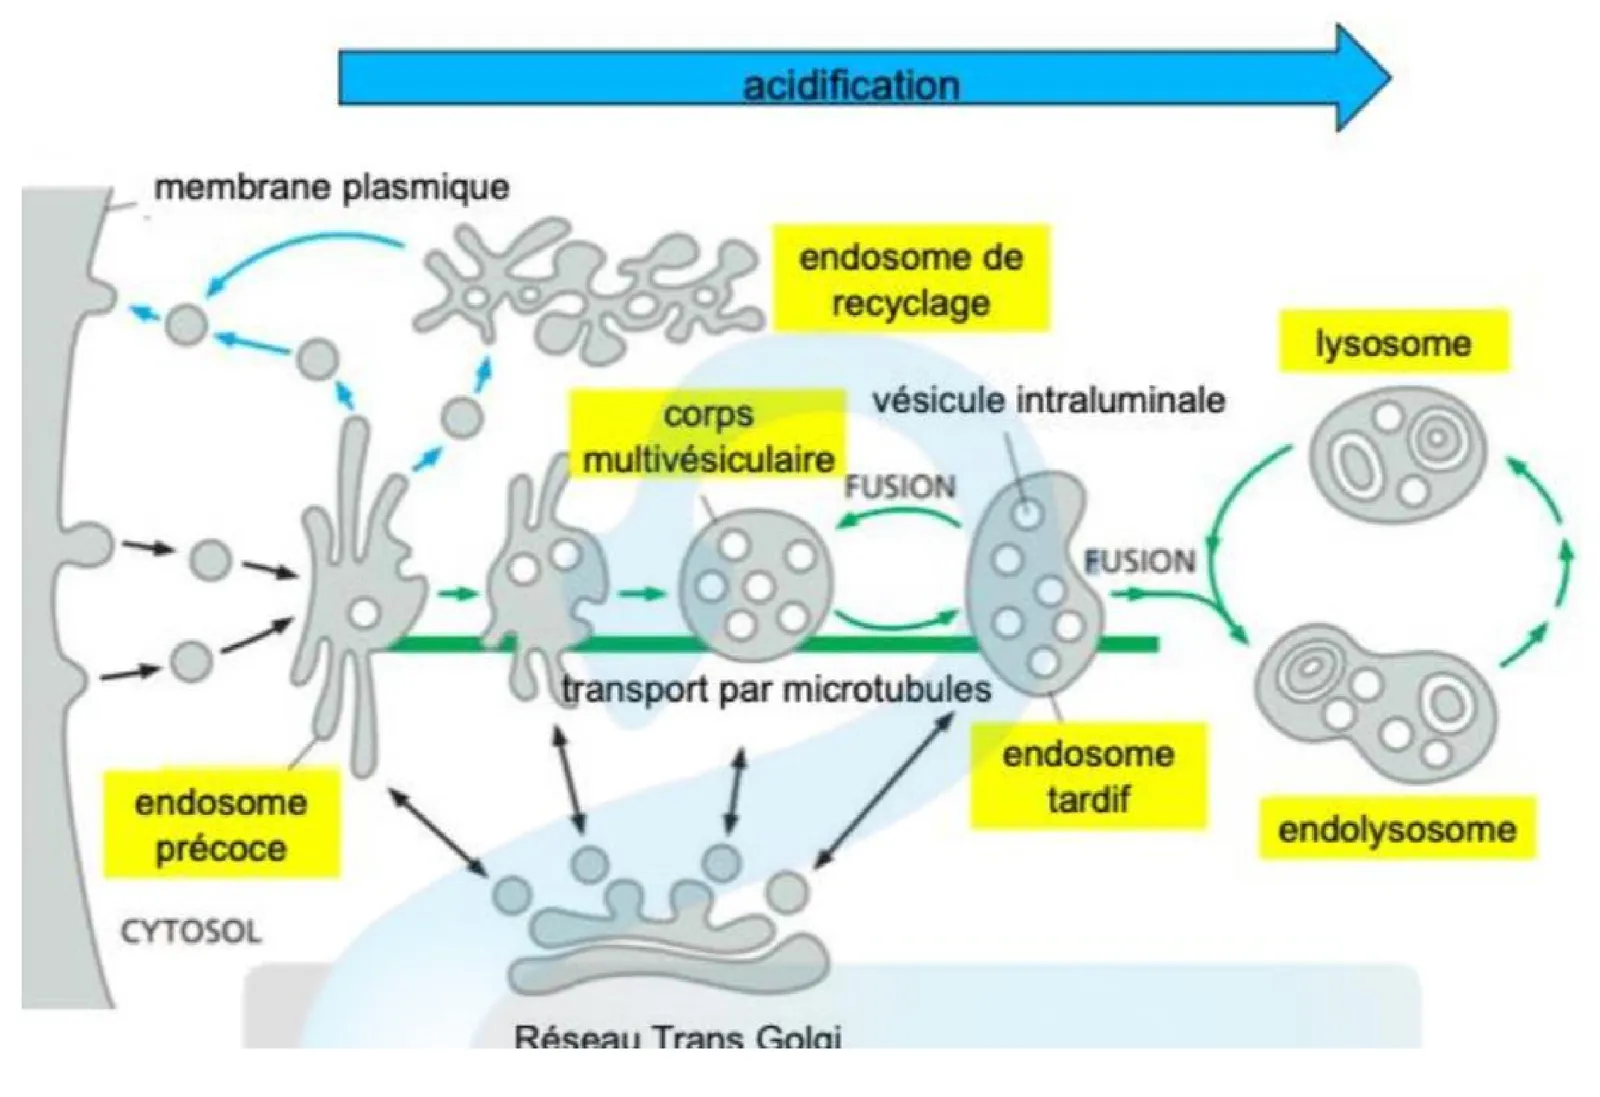 acidification
membrane plasmique
endosome de
recyclage
lysosome
corps
multivésiculaire
vésicule intraluminale
FUSION
FUSION
transport par microtubules
endosome
tardif
endosome
précoce
endolysosome
CYTOSOL
Réseau Trans Golgi